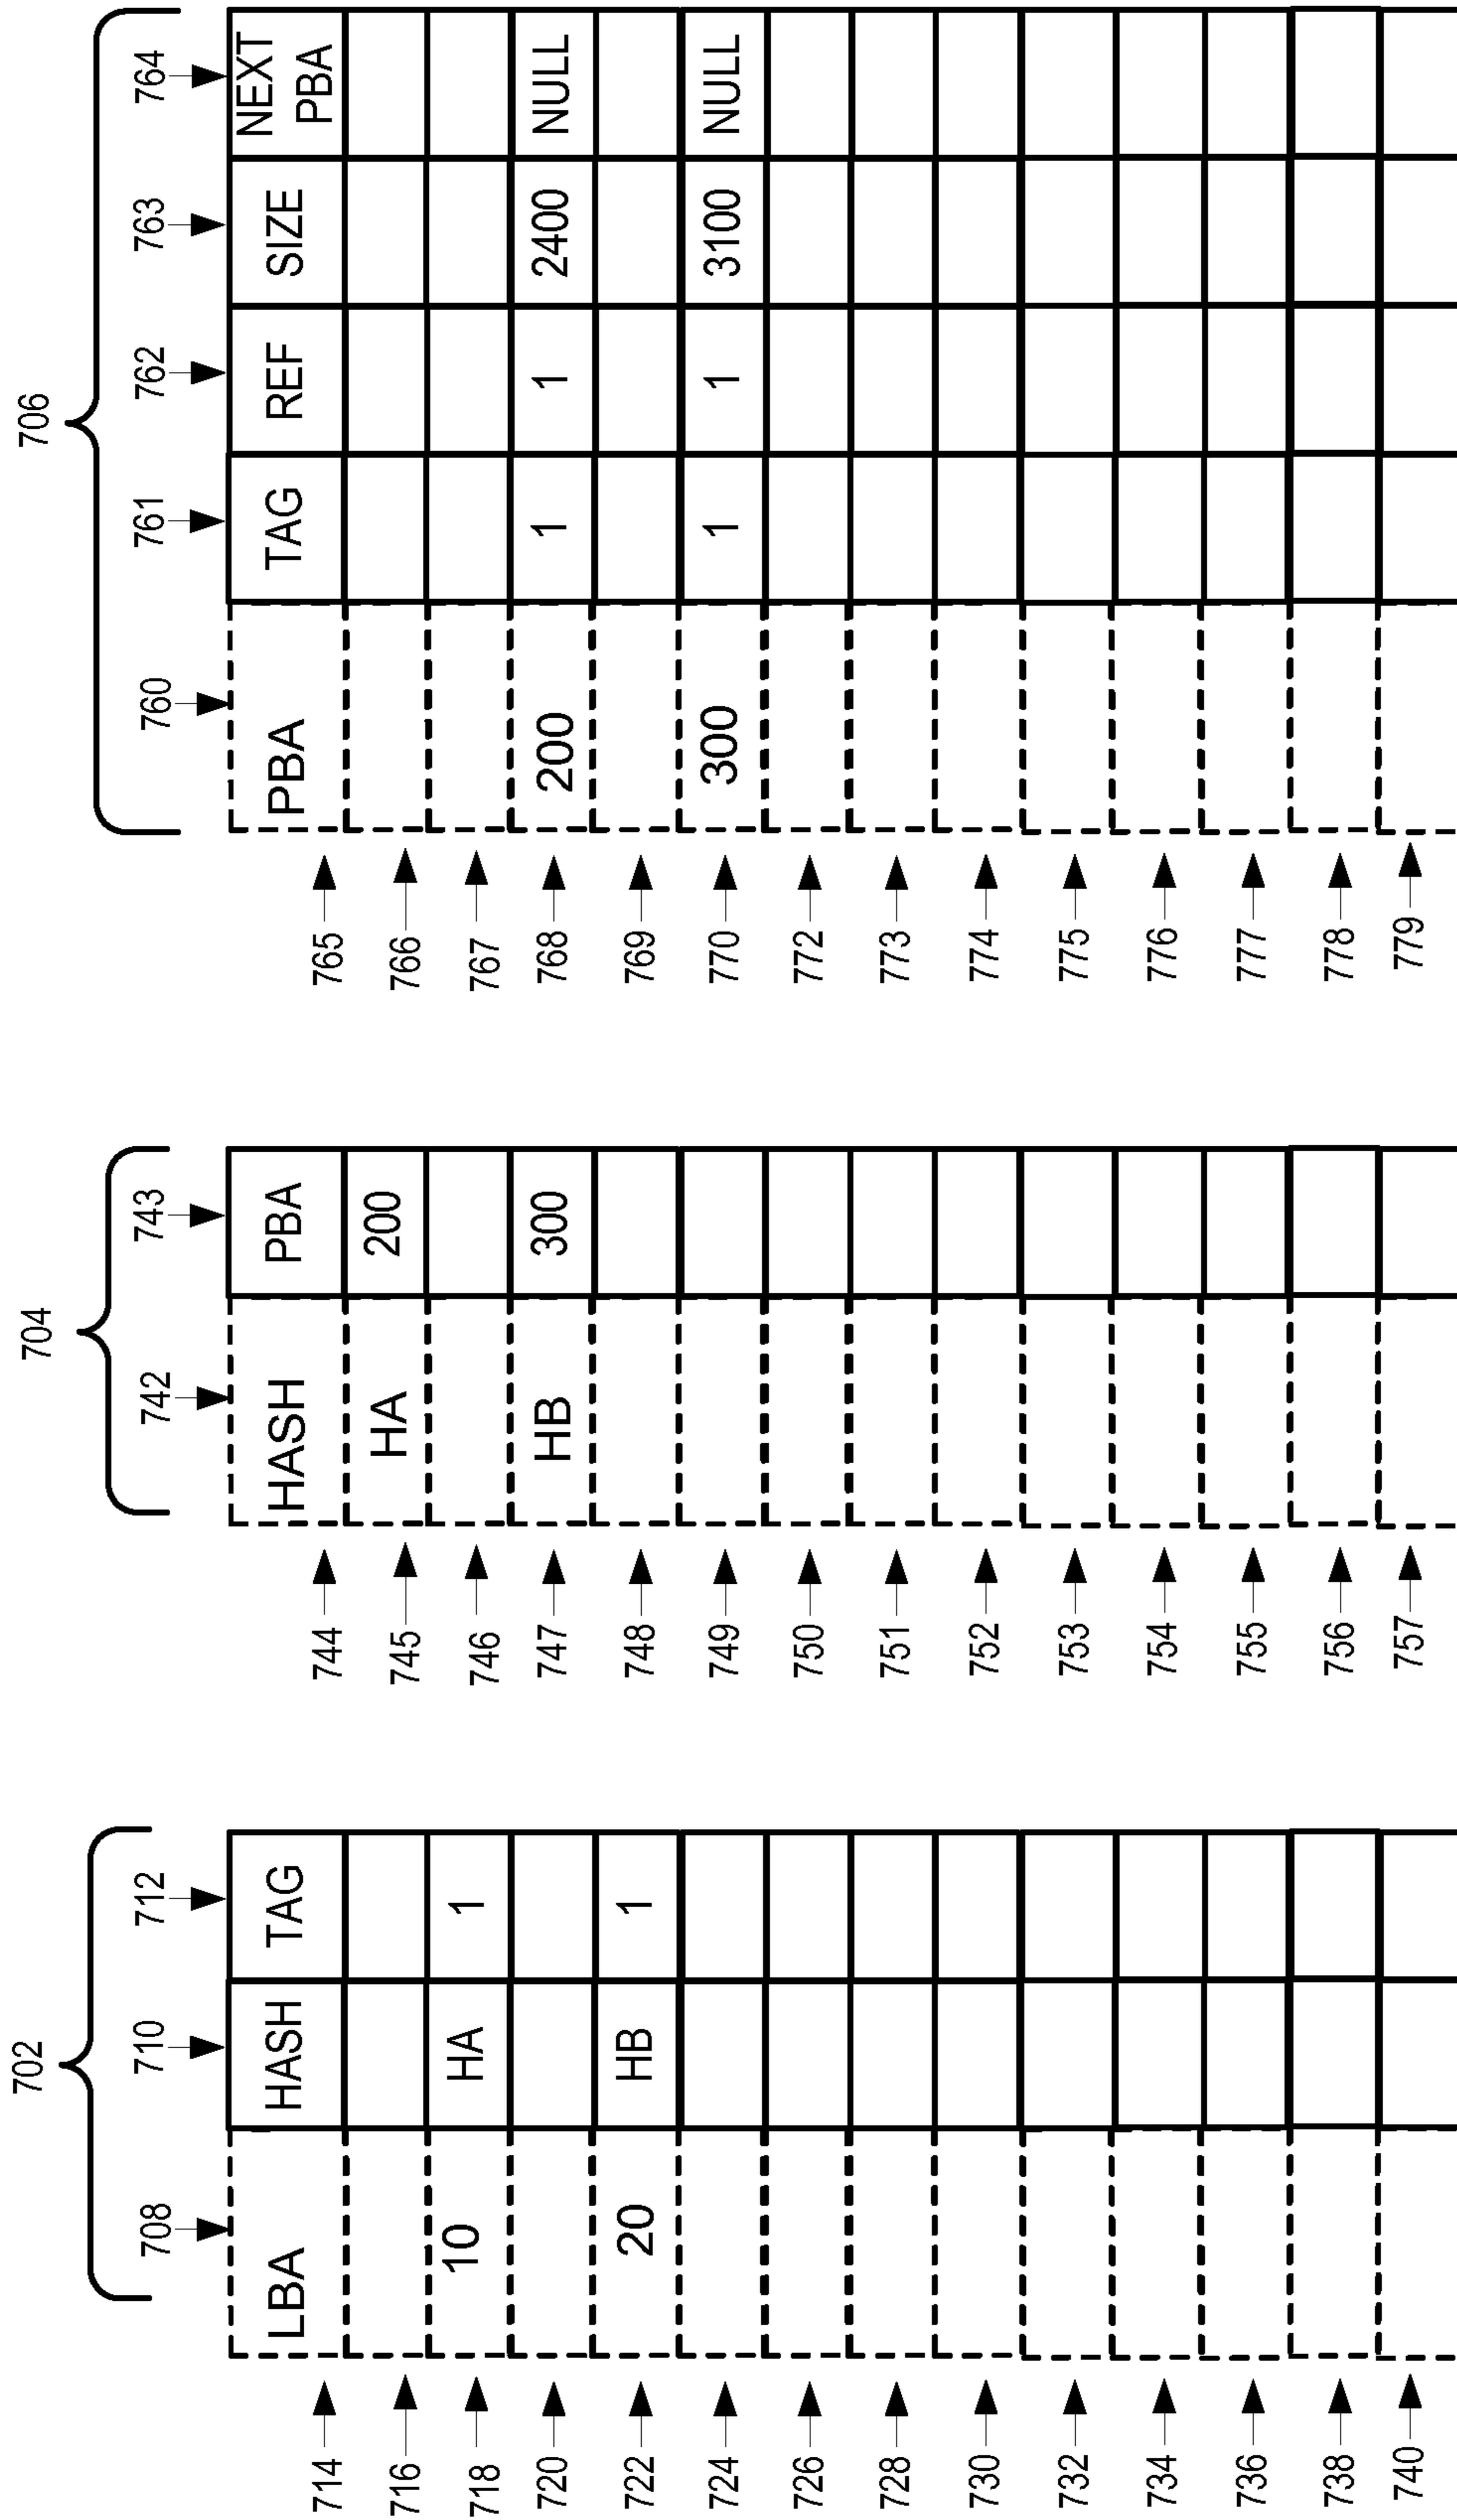 702 704 706
708 710 712 742 743 760 761 762 763 764
714 LBA HASH TAG 744 HASH PBA 765 PBA TAG REF SIZE NEXT
PBA
716 745 HA 200 766
718 10 HA 1 746 767
720 747 HB 300 768 200 1 1 2400 NULL
722 20 HB 1 748 769
724 749 770 300 1 1 3100 NULL
726 750 772
728 751 773
730 752 774
732 753 775
734 754 776
736 755 777
738 756 778
740 757 779